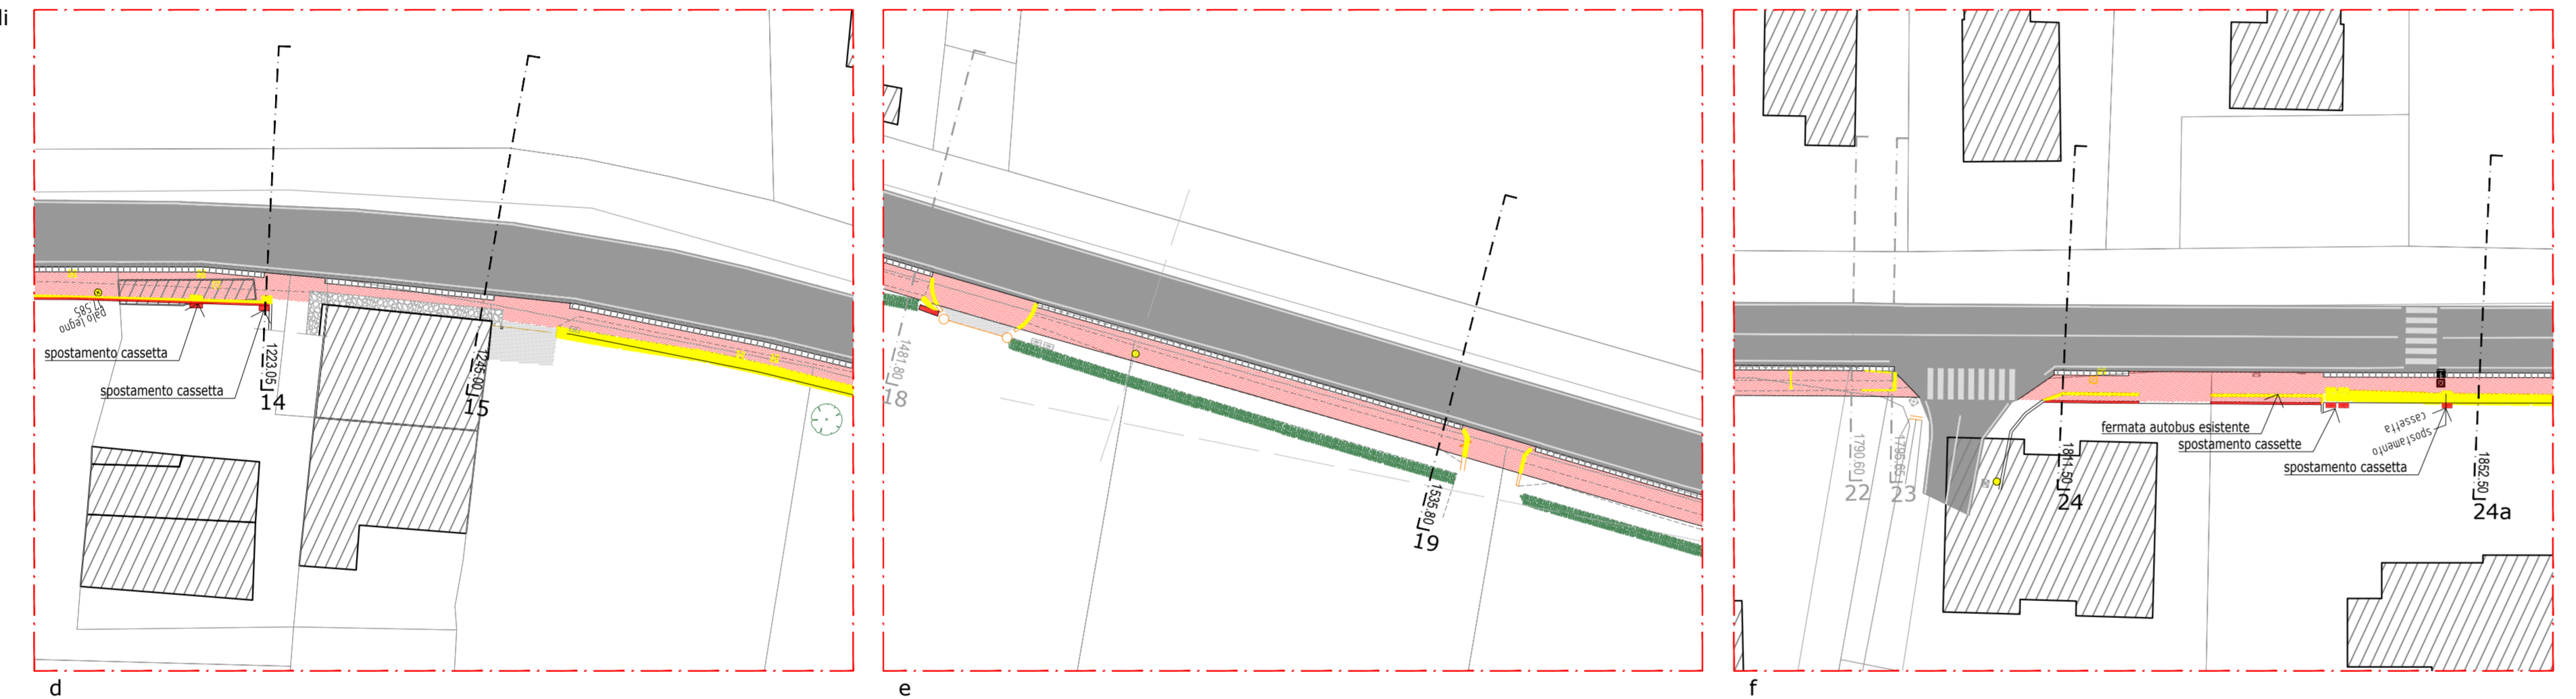 li
palo legno
71.585
spostamento cassetta
spostamento cassetta
1223.05
14
1245.00
15
d
1481.80
18
1535.80
19
e
1790.60
22
1795.65
23
1811.50
24
fermata autobus esistente
spostamento cassette
spostamento cassetta
spostamento
cassetta
1852.50
24a
f